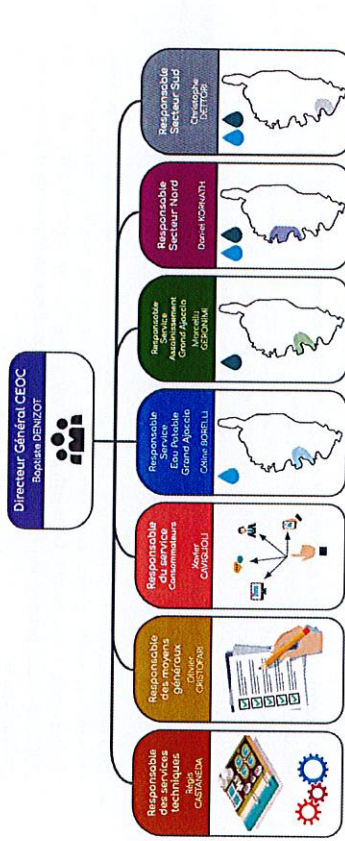 Directeur Général CEOC
Baptiste DENIZOT
Responsable
des services
techniques
Régis
CASTANEDA
Responsable
des moyens
généraux
Olivier
CRISTOFARI
Responsable
du service
Consommateurs
Xavier
CAVIGLIOLI
Responsable
Service
Eau Potable
Grand Ajaccio
Céline BORELLI
Responsable
Service
Assainissement
Grand Ajaccio
Marcellu
GERONIMI
Responsable
Secteur Nord
Daniel KORNATH
Responsable
Secteur Sud
Christophe
DETTORI